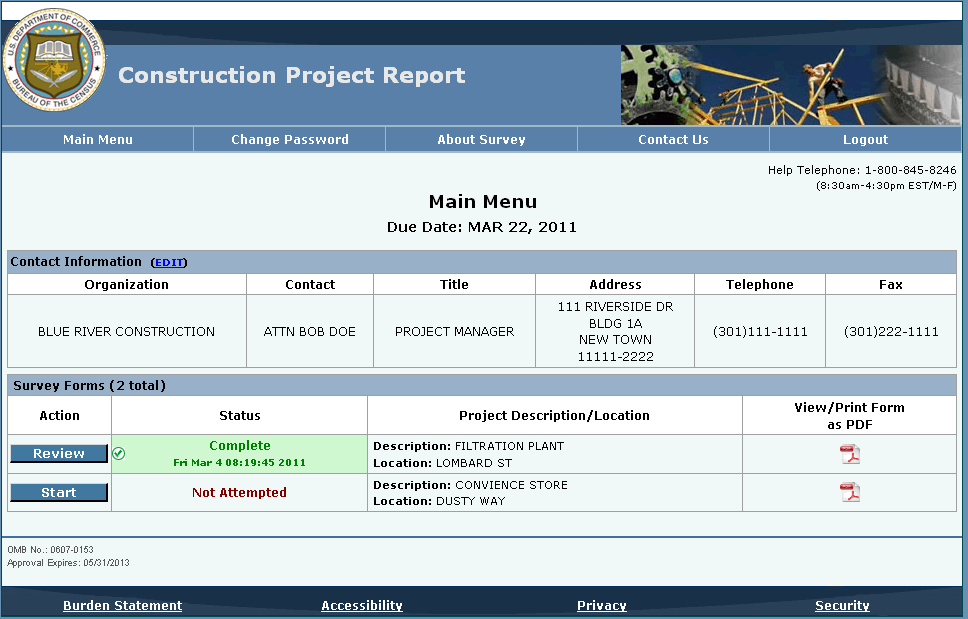 U.S. DEPARTMENT OF COMMERCE
BUREAU OF THE CENSUS
Construction Project Report
Main Menu Change Password About Survey Contact Us Logout
Help Telephone: 1-800-845-8246
(8:30am-4:30pm EST/M-F)
Main Menu
Due Date: MAR 22, 2011
Contact Information (EDIT)
Organization Contact Title Address Telephone Fax
BLUE RIVER CONSTRUCTION ATTN BOB DOE PROJECT MANAGER 111 RIVERSIDE DR
BLDG 1A
NEW TOWN
11111-2222 (301)111-1111 (301)222-1111
Survey Forms (2 total)
Action Status Project Description/Location View/Print Form
as PDF
Review Complete
Fri Mar 4 08:19:45 2011
Description: FILTRATION PLANT
Location: LOMBARD ST
Start Not Attempted
Description: CONVIENCE STORE
Location: DUSTY WAY
OMB No.: 0607-0153
Approval Expires: 05/31/2013
Burden Statement Accessibility Privacy Security